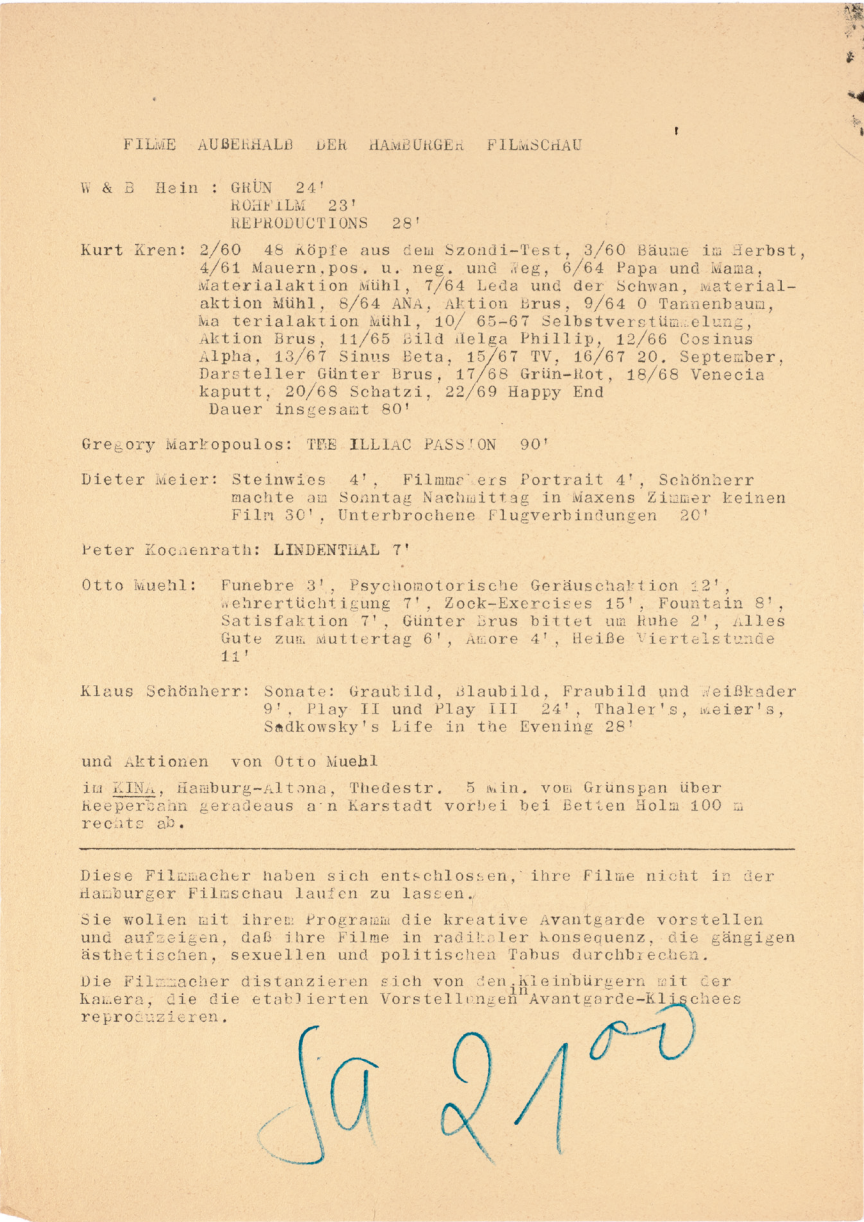 FILME AUßERHALB DER HAMBURGER FILMSCHAU
W & B Hein : GRÜN 24'
ROHFILM 23'
REPRODUCTIONS 28'
Kurt Kren: 2/60 48 Köpfe aus dem Szondi-Test, 3/60 Bäume im Herbst,
4/61 Mauern,pos. u. neg. und Weg, 6/64 Papa und Mama,
Materialaktion Mühl, 7/64 Leda und der Schwan, Material-
aktion Mühl, 8/64 ANA, Aktion Brus, 9/64 O Tannenbaum,
Ma terialaktion Mühl, 10/ 65-67 Selbstverstümmelung,
Aktion Brus, 11/65 Bild Helga Phillip, 12/66 Cosinus
Alpha, 13/67 Sinus Beta, 15/67 TV, 16/67 20. September,
Darsteller Günter Brus, 17/68 Grün-Rot, 18/68 Venecia
kaputt, 20/68 Schatzi, 22/69 Happy End
Dauer insgesamt 80'
Gregory Markopoulos: THE ILLIAC PASSION 90'
Dieter Meier: Steinwies 4', Filmmakers Portrait 4', Schönherr
machte am Sonntag Nachmittag in Maxens Zimmer keinen
Film 30', Unterbrochene Flugverbindungen 20'
Peter Kochenrath: LINDENTHAL 7'
Otto Muehl: Funebre 3', Psychomotorische Geräuschaktion 12',
Wehrertüchtigung 7', Zock-Exercises 15', Fountain 8',
Satisfaktion 7', Günter Brus bittet um Ruhe 2', Alles
Gute zum Muttertag 6', Amore 4', Heiße Viertelstunde
11'
Klaus Schönherr: Sonate: Graubild, Blaubild, Fraubild und Weißkader
9', Play II und Play III 24', Thaler's, Meier's,
Sadkowsky's Life in the Evening 28'
und Aktionen von Otto Muehl
im KINA, Hamburg-Altona, Thedestr. 5 min. vom Grünspan über
Reeperbahn geradeaus a'n Karstadt vorbei bei Betten Holm 100 m
rechts ab.
Diese Filmmacher haben sich entschlossen, ihre Filme nicht in der
Hamburger Filmschau laufen zu lassen.
Sie wollen mit ihrem Programm die kreative Avantgarde vorstellen
und aufzeigen, daß ihre Filme in radikaler Konsequenz, die gängigen
ästhetischen, sexuellen und politischen Tabus durchbrechen.
Die Filmmacher distanzieren sich von den Kleinbürgern mit der
Kamera, die die etablierten Vorstellungen in Avantgarde-Klischees
reproduzieren.
Sa 21 00